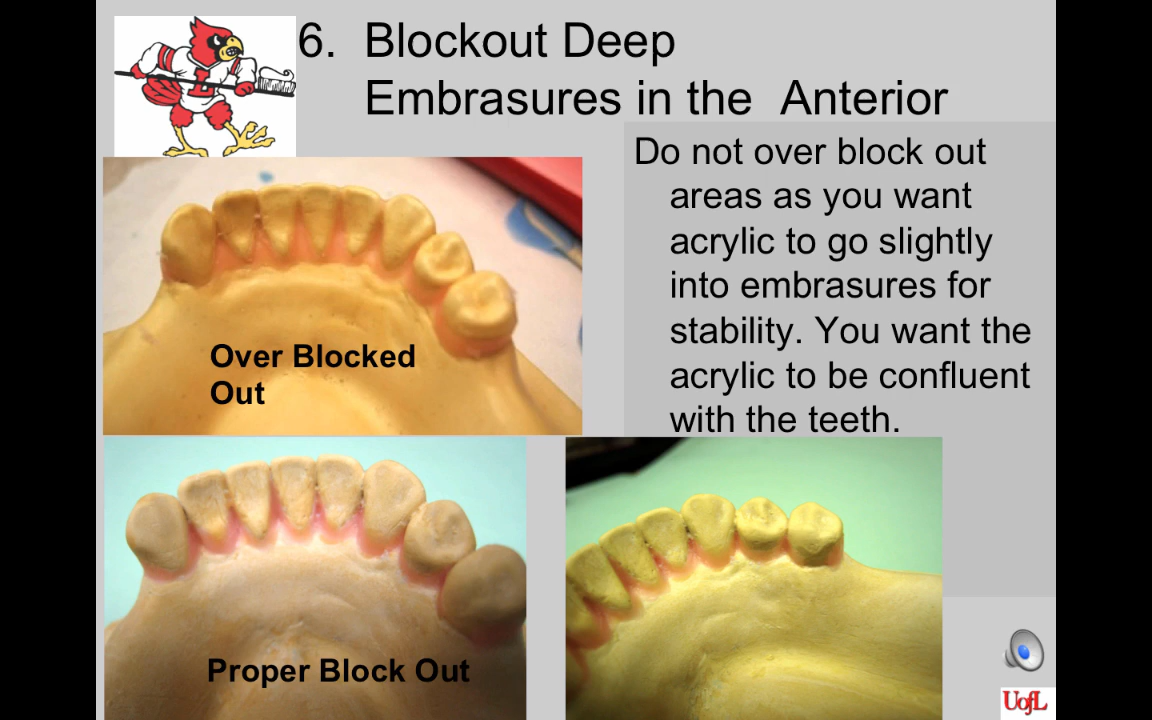 6. Blockout Deep
Embrasures in the Anterior
Do not over block out
areas as you want
acrylic to go slightly
into embrasures for
stability. You want the
acrylic to be confluent
with the teeth.
Over Blocked
Out
Proper Block Out
UofL